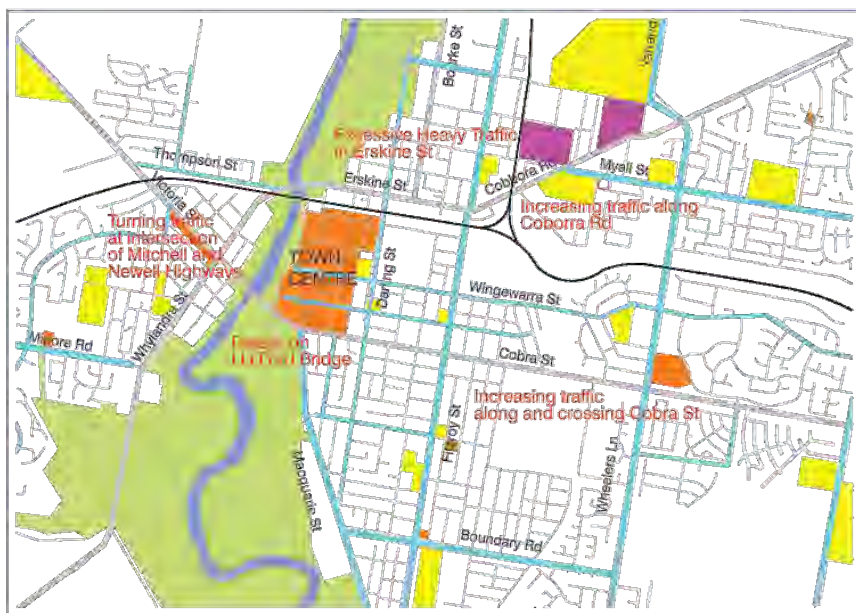 Bourke St
Excessive Heavy Traffic
in Erskine St
Thompson St
Erskine St
Cobbora Rd
Myall St
Victoria St
Turning traffic
at intersection
of Mitchell and
Newell Highways
Increasing traffic along
Coborra Rd
TOWN
CENTRE
Darling St
Wingewarra St
Whylandra St
Minore Rd
on
Bridge
Cobra St
Increasing traffic
along and crossing Cobra St
Fitzroy St
Wheelers Ln
Macquarie St
Boundary Rd